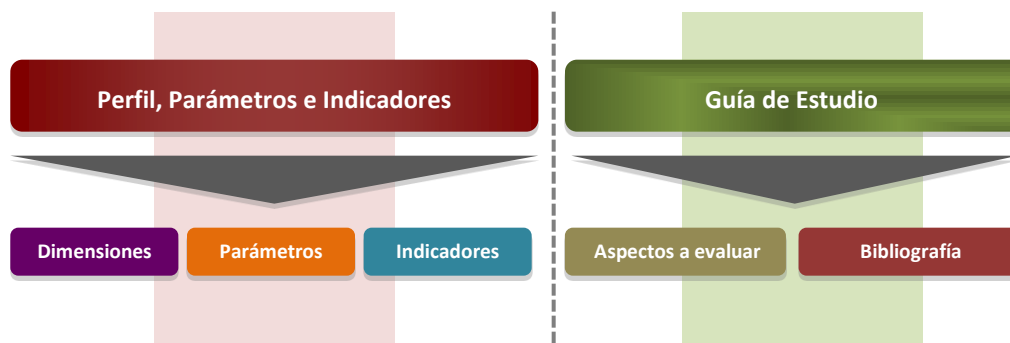 Perfil, Parámetros e Indicadores
Guía de Estudio
Dimensiones
Parámetros
Indicadores
Aspectos a evaluar
Bibliografía